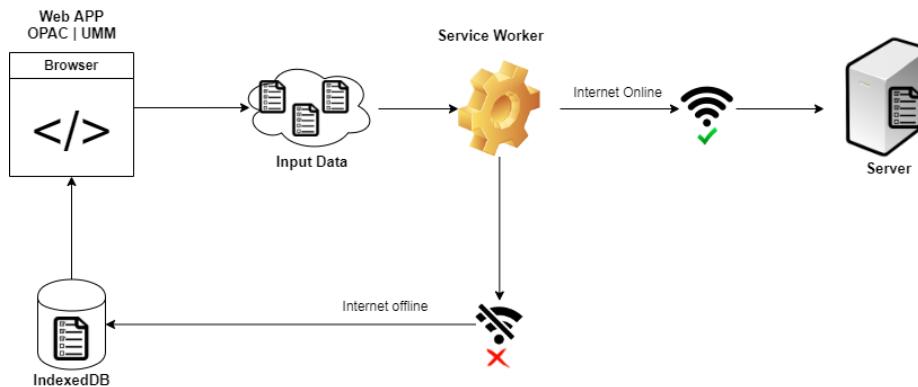 Web APP
OPAC | UMM
Browser
</>
Input Data
Service Worker
Internet Online
Server
Internet offline
IndexedDB